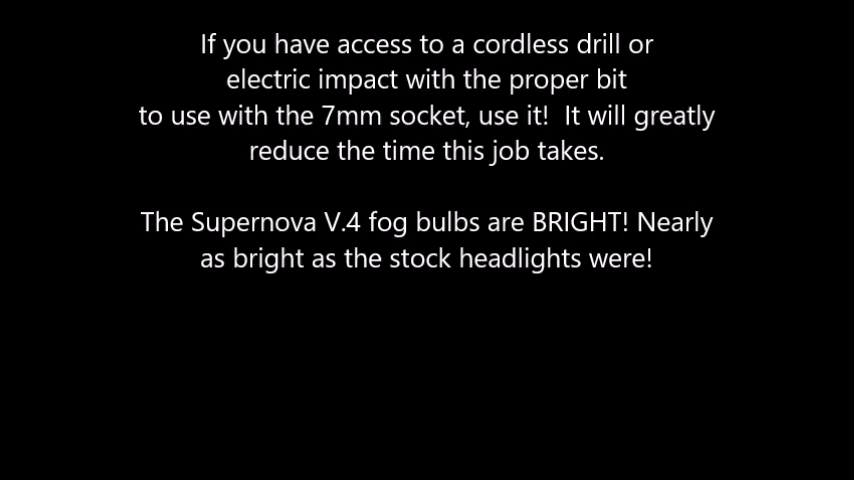 If you have access to a cordless drill or
electric impact with the proper bit
to use with the 7mm socket, use it!  It will greatly
reduce the time this job takes.
The Supernova V.4 fog bulbs are BRIGHT! Nearly
as bright as the stock headlights were!